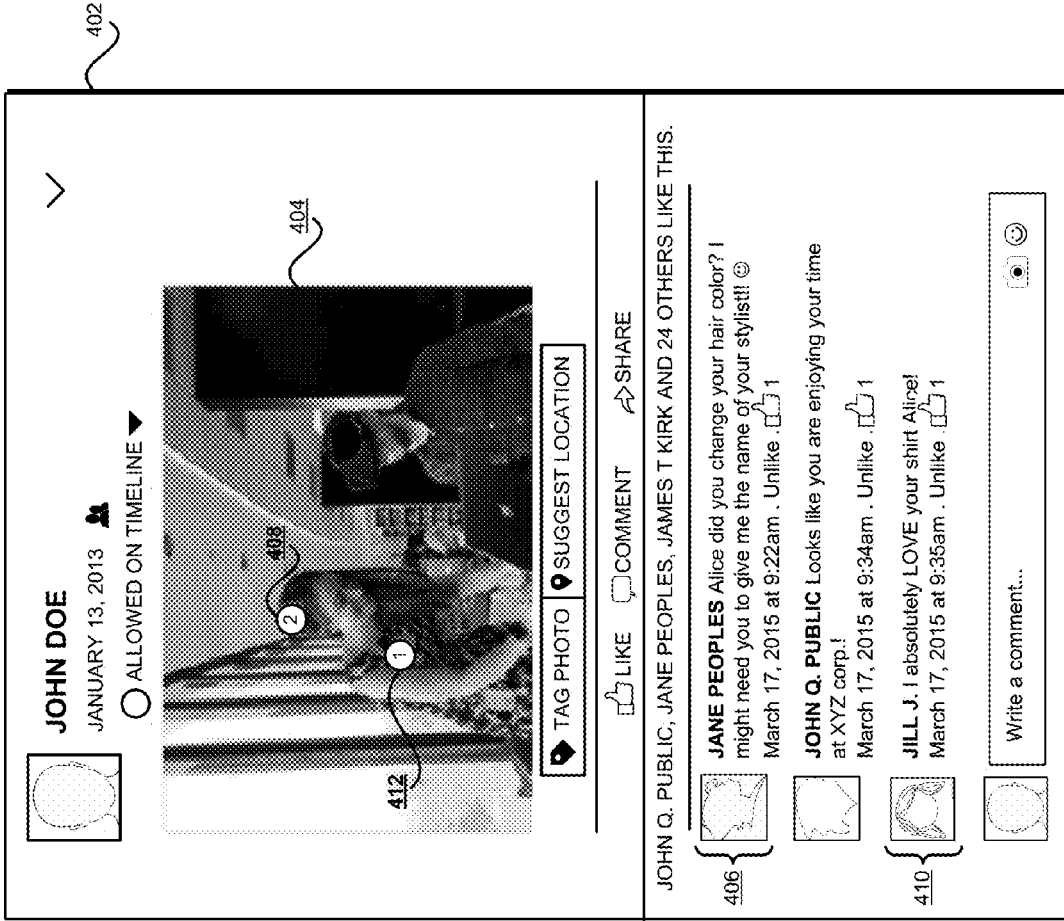 402
JOHN DOE
JANUARY 13, 2013
ALLOWED ON TIMELINE
404
408
2
1
412
TAG PHOTO
SUGGEST LOCATION
LIKE COMMENT SHARE
JOHN Q. PUBLIC, JANE PEOPLES, JAMES T KIRK AND 24 OTHERS LIKE THIS.
406
JANE PEOPLES Alice did you change your hair color? I
might need you to give me the name of your stylist!! ☺
March 17, 2015 at 9:22am . Unlike . 1
JOHN Q. PUBLIC Looks like you are enjoying your time
at XYZ corp.!
March 17, 2015 at 9:34am . Unlike . 1
410
JILL J. I absolutely LOVE your shirt Alice!
March 17, 2015 at 9:35am . Unlike . 1
Write a comment...